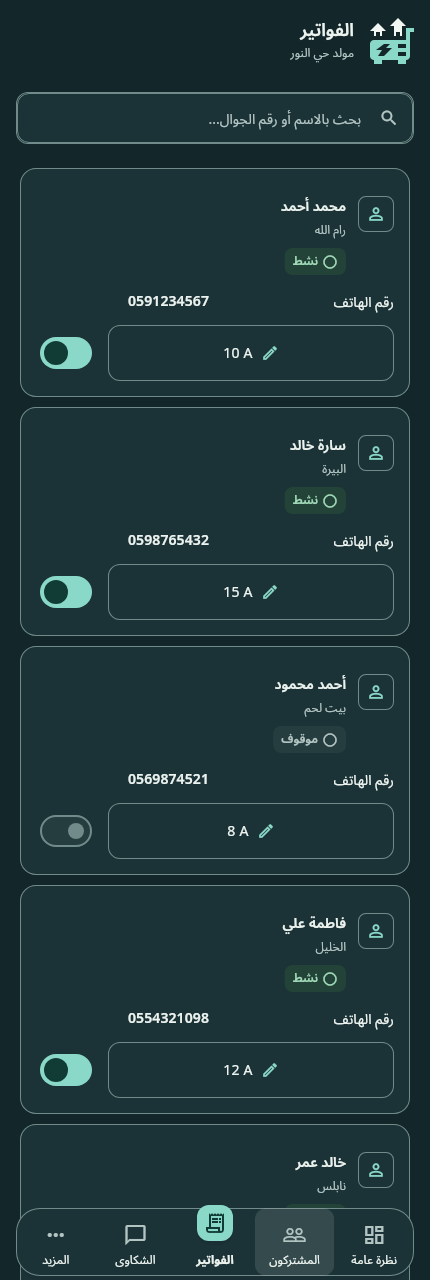 الفواتير
مولد حي النور
بحث بالاسم أو رقم الجوال...
محمد أحمد
رام الله
نشط
رقم الهاتف 0591234567
10 A
سارة خالد
البيرة
نشط
رقم الهاتف 0598765432
15 A
أحمد محمود
بيت لحم
موقوف
رقم الهاتف 0569874521
8 A
فاطمة علي
الخليل
نشط
رقم الهاتف 0554321098
12 A
خالد عمر
نابلس
نظرة عامة المشتركون الفواتير الشكاوى المزيد